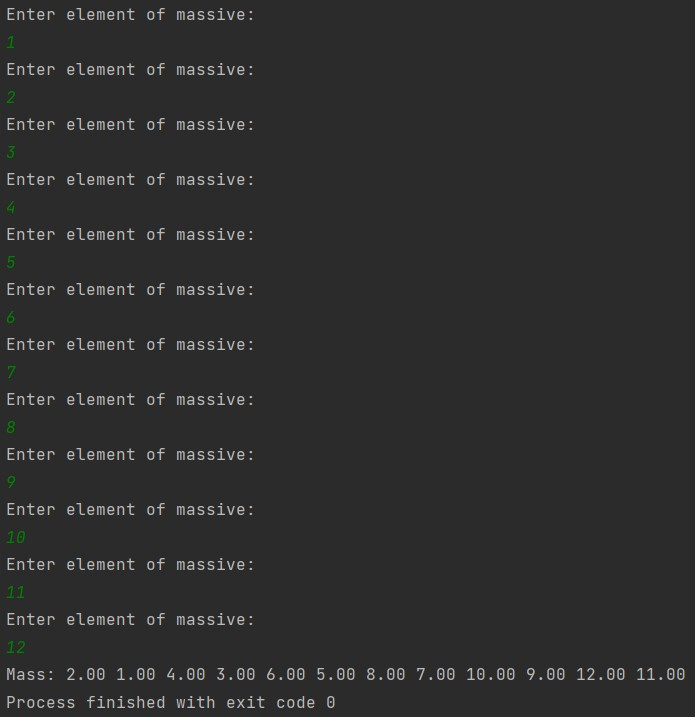 Enter element of massive:
1
Enter element of massive:
2
Enter element of massive:
3
Enter element of massive:
4
Enter element of massive:
5
Enter element of massive:
6
Enter element of massive:
7
Enter element of massive:
8
Enter element of massive:
9
Enter element of massive:
10
Enter element of massive:
11
Enter element of massive:
12
Mass: 2.00 1.00 4.00 3.00 6.00 5.00 8.00 7.00 10.00 9.00 12.00 11.00
Process finished with exit code 0